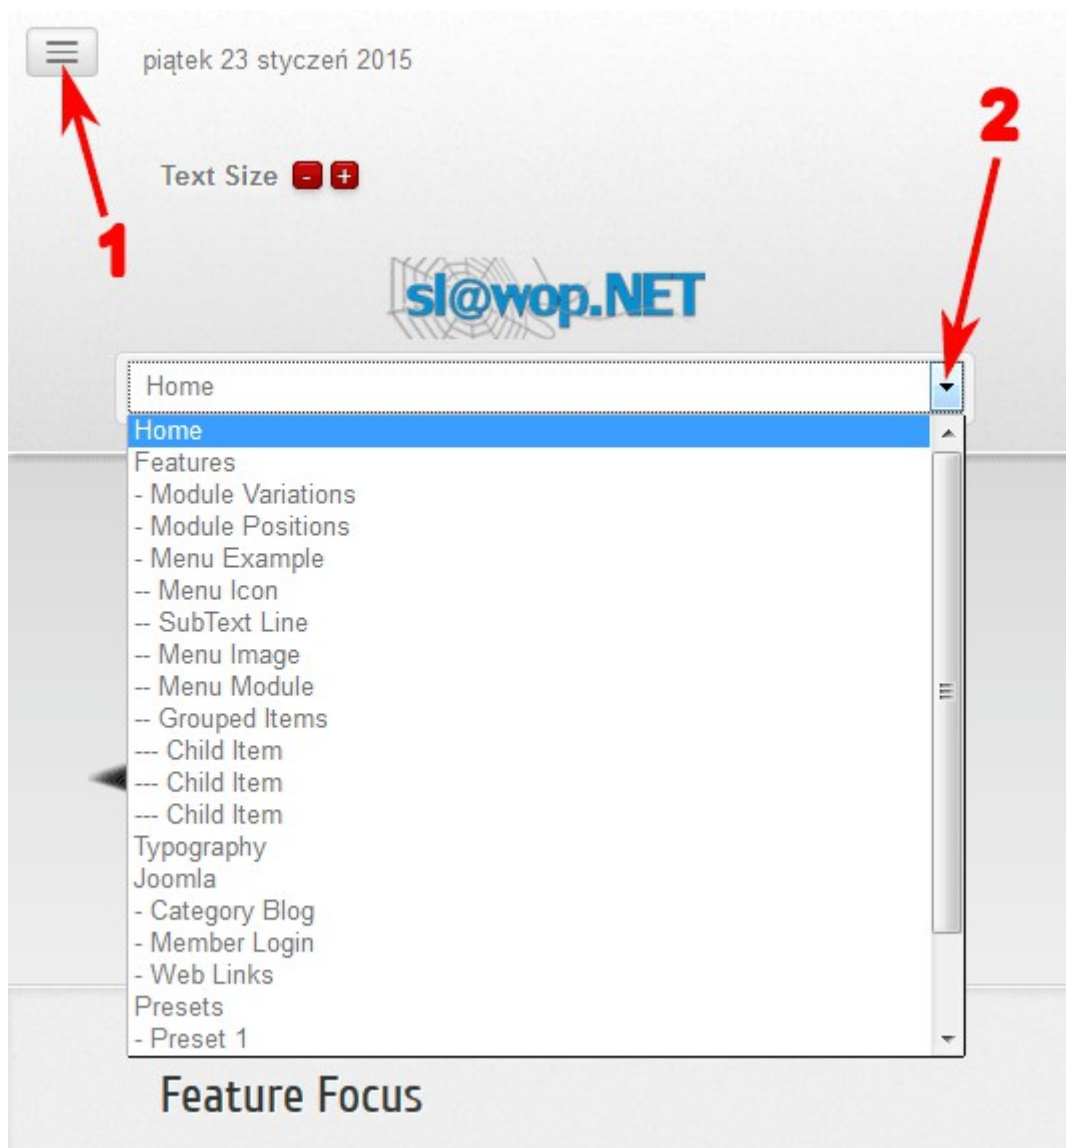 piątek 23 styczeń 2015
2
Text Size - +
1
sl@wop.NET
Home
Home
Features
- Module Variations
- Module Positions
- Menu Example
-- Menu Icon
-- SubText Line
-- Menu Image
-- Menu Module
-- Grouped Items
--- Child Item
--- Child Item
--- Child Item
Typography
Joomla
- Category Blog
- Member Login
- Web Links
Presets
- Preset 1
Feature Focus